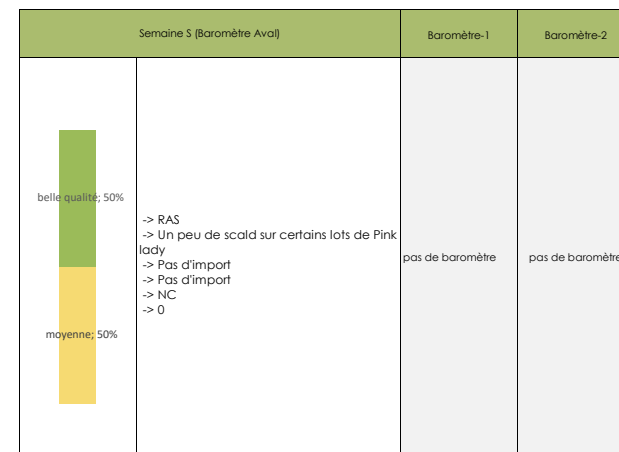 Semaine S (Baromètre Aval)
Baromètre-1
Baromètre-2
belle qualité; 50%
moyenne; 50%
-> RAS
-> Un peu de scald sur certains lots de Pink
lady
-> Pas d'import
-> Pas d'import
-> NC
-> 0
pas de baromètre
pas de baromètre